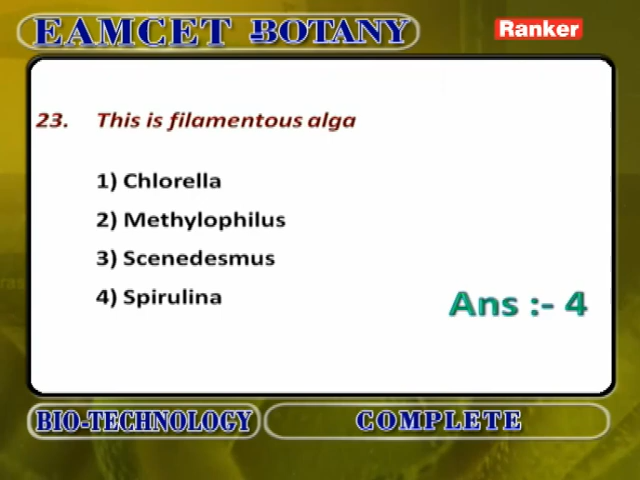 EAMCET BOTANY
Ranker
23. This is filamentous alga
1) Chlorella
2) Methylophilus
3) Scenedesmus
4) Spirulina
Ans :- 4
BIO-TECHNOLOGY
COMPLETE